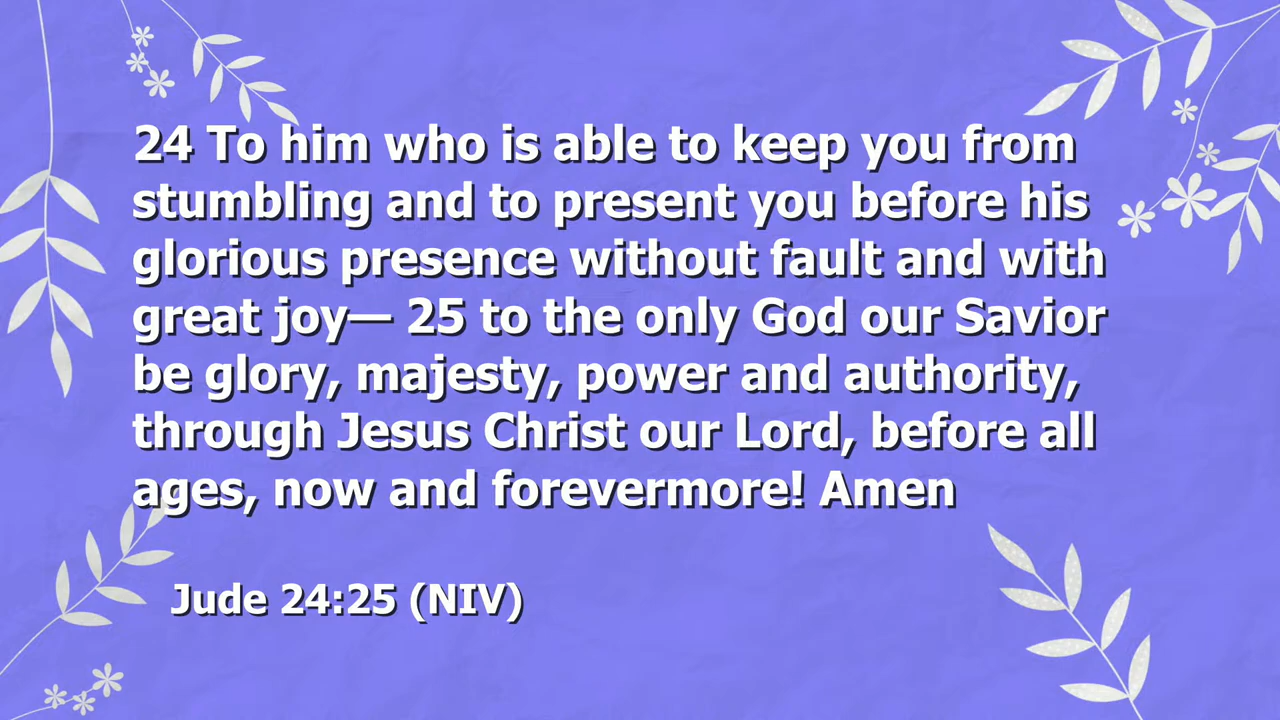 24 To him who is able to keep you from
stumbling and to present you before his
glorious presence without fault and with
great joy— 25 to the only God our Savior
be glory, majesty, power and authority,
through Jesus Christ our Lord, before all
ages, now and forevermore! Amen
Jude 24:25 (NIV)